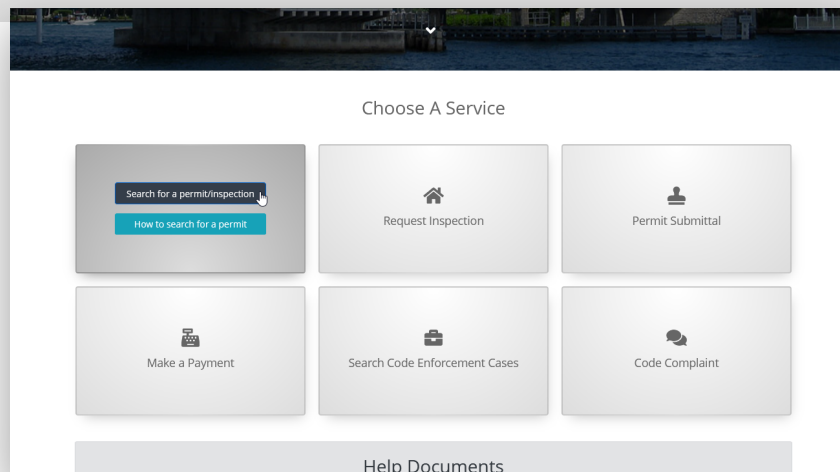 Choose A Service
Search for a permit/inspection
How to search for a permit
Request Inspection
Permit Submittal
Make a Payment
Search Code Enforcement Cases
Code Complaint
Help Documents